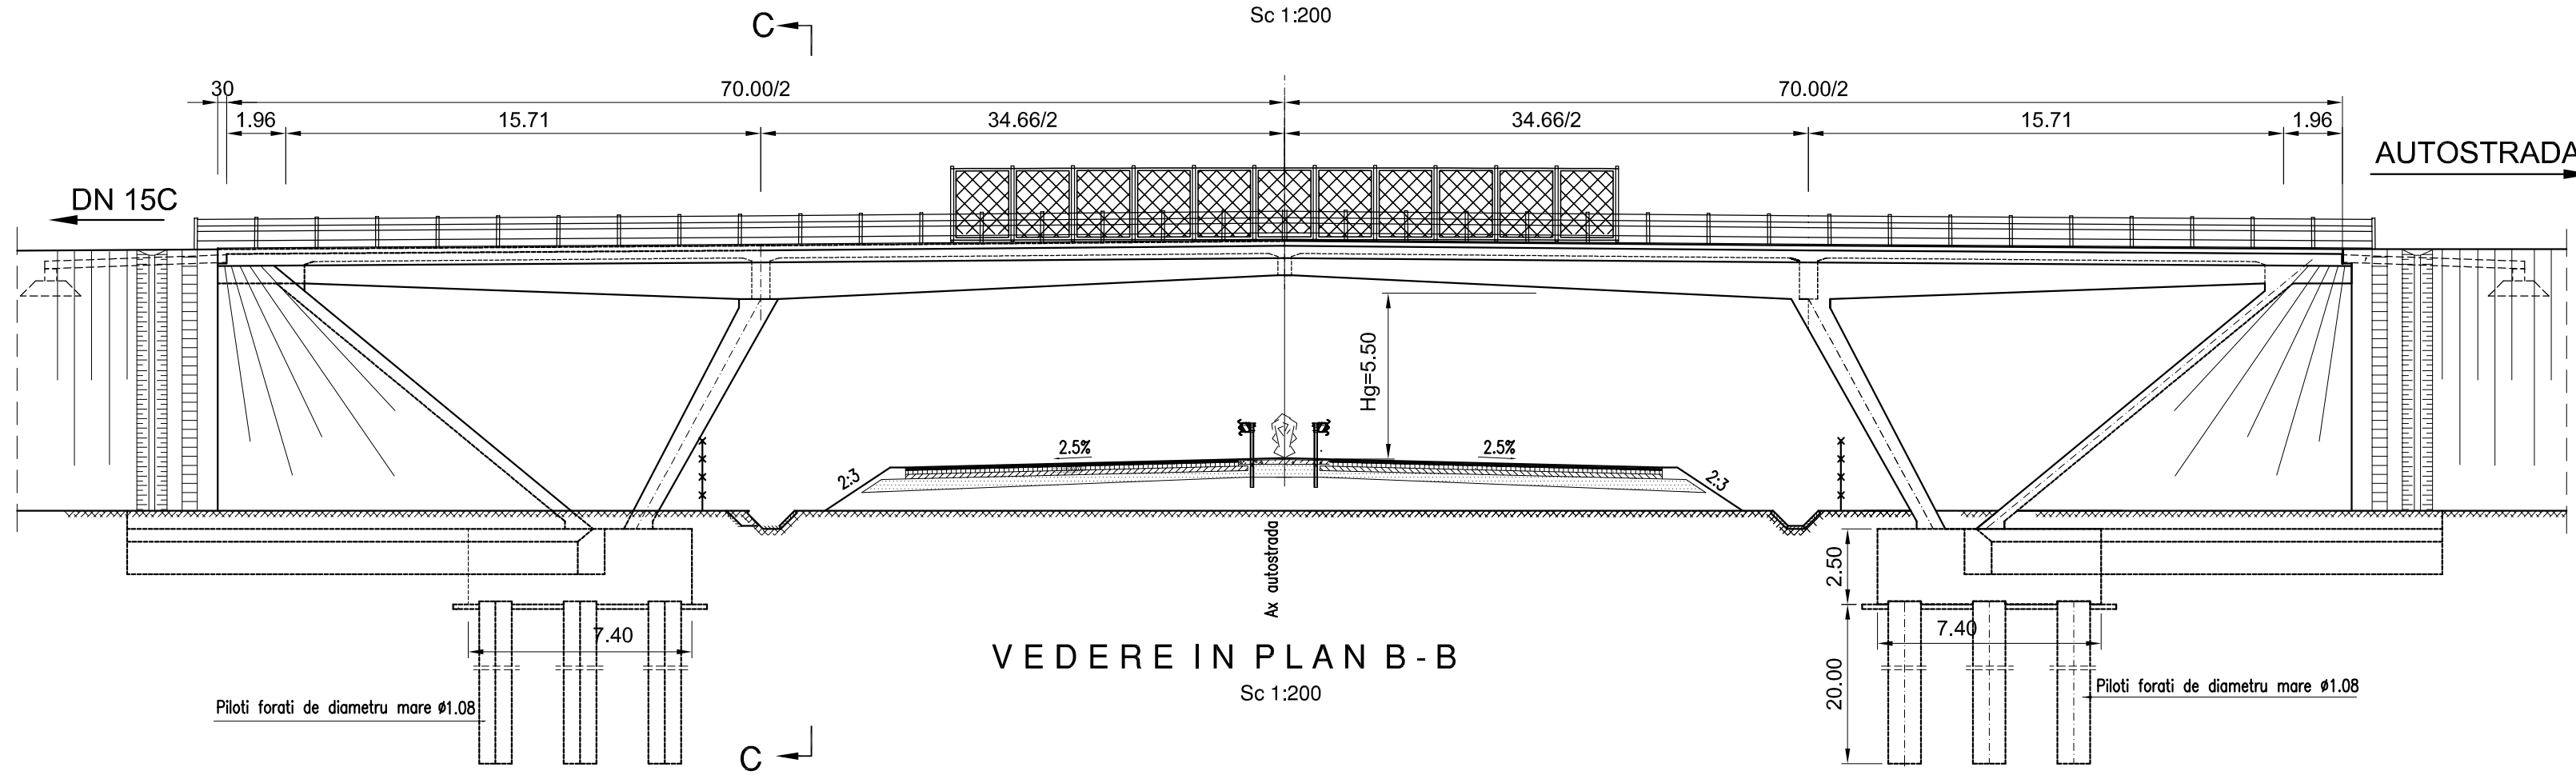 Sc 1:200
C
30
70.00/2
70.00/2
1.96
15.71
34.66/2
34.66/2
15.71
1.96
AUTOSTRADA
DN 15C
Hg=5.50
2.5%
2.5%
2:3
2:3
Ax autostrada
2.50
7.40
7.40
20.00
VEDERE IN PLAN B-B
Sc 1:200
Piloti forati de diametru mare ø1.08
Piloti forati de diametru mare ø1.08
C